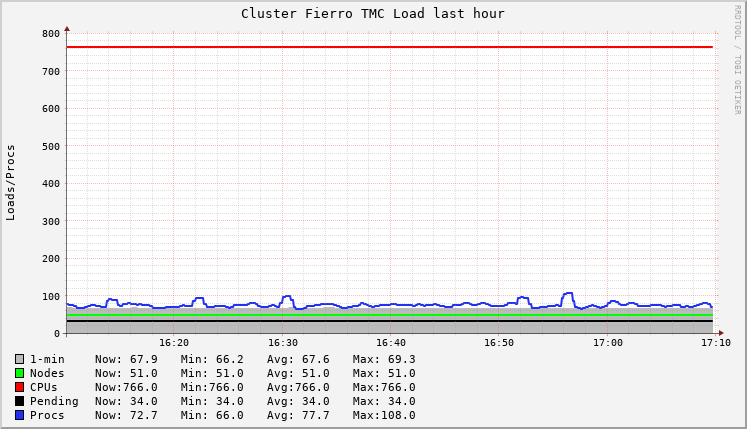 Cluster Fierro TMC Load last hour
RRDTOOL / TOBI OETIKER
Loads/Procs
800
700
600
500
400
300
200
100
0
16:20 16:30 16:40 16:50 17:00 17:10
1-min Now: 67.9 Min: 66.2 Avg: 67.6 Max: 69.3
Nodes Now: 51.0 Min: 51.0 Avg: 51.0 Max: 51.0
CPUs Now:766.0 Min:766.0 Avg:766.0 Max:766.0
Pending Now: 34.0 Min: 34.0 Avg: 34.0 Max: 34.0
Procs Now: 72.7 Min: 66.0 Avg: 77.7 Max:108.0